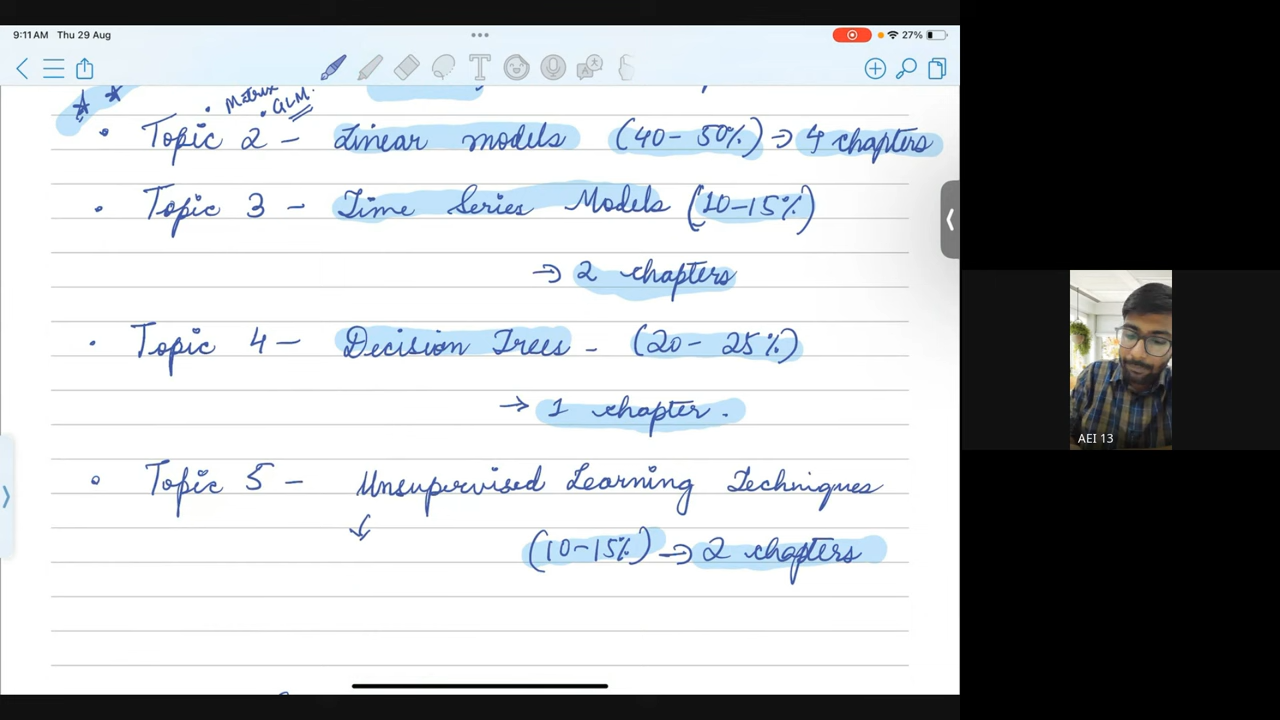 9:11 AM Thu 29 Aug
27%
Matrix
GLM.
• Topic 2 - Linear models (40 - 50%) → 4 chapters
• Topic 3 - Time Series Models (10-15%)
→ 2 chapters
• Topic 4 - Decision Trees - (20 - 25%)
→ 1 chapter.
• Topic 5 - Unsupervised Learning Techniques
(10-15%) → 2 chapters
AEI 13